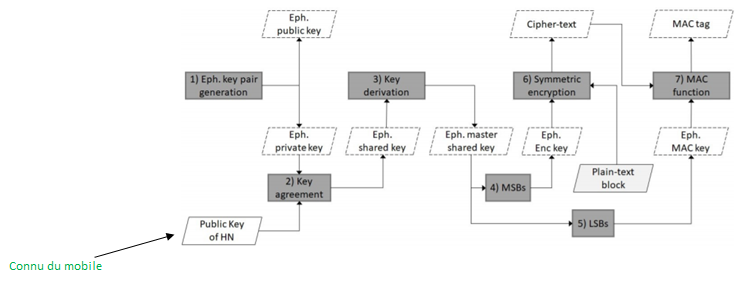 Eph.
public key
Cipher-text
MAC tag
1) Eph. key pair
generation
3) Key
derivation
6) Symmetric
encryption
7) MAC
function
Eph.
private key
Eph.
shared key
Eph. master
shared key
Eph.
Enc key
Eph.
MAC key
2) Key
agreement
4) MSBs
Plain-text
block
Public Key
of HN
5) LSBs
Connu du mobile